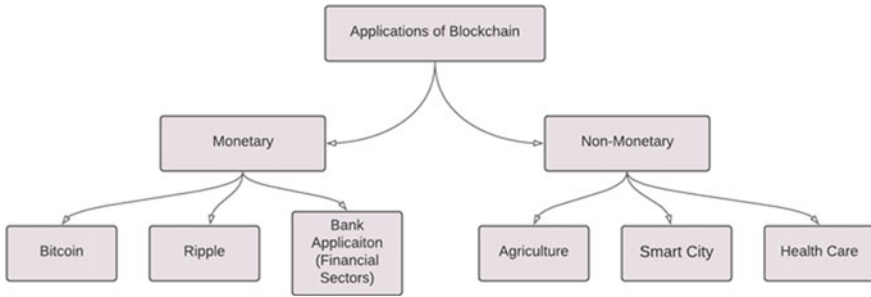 Applications of Blockchain
Monetary
Non-Monetary
Bitcoin
Ripple
Bank
Applicaiton
(Financial
Sectors)
Agriculture
Smart City
Health Care